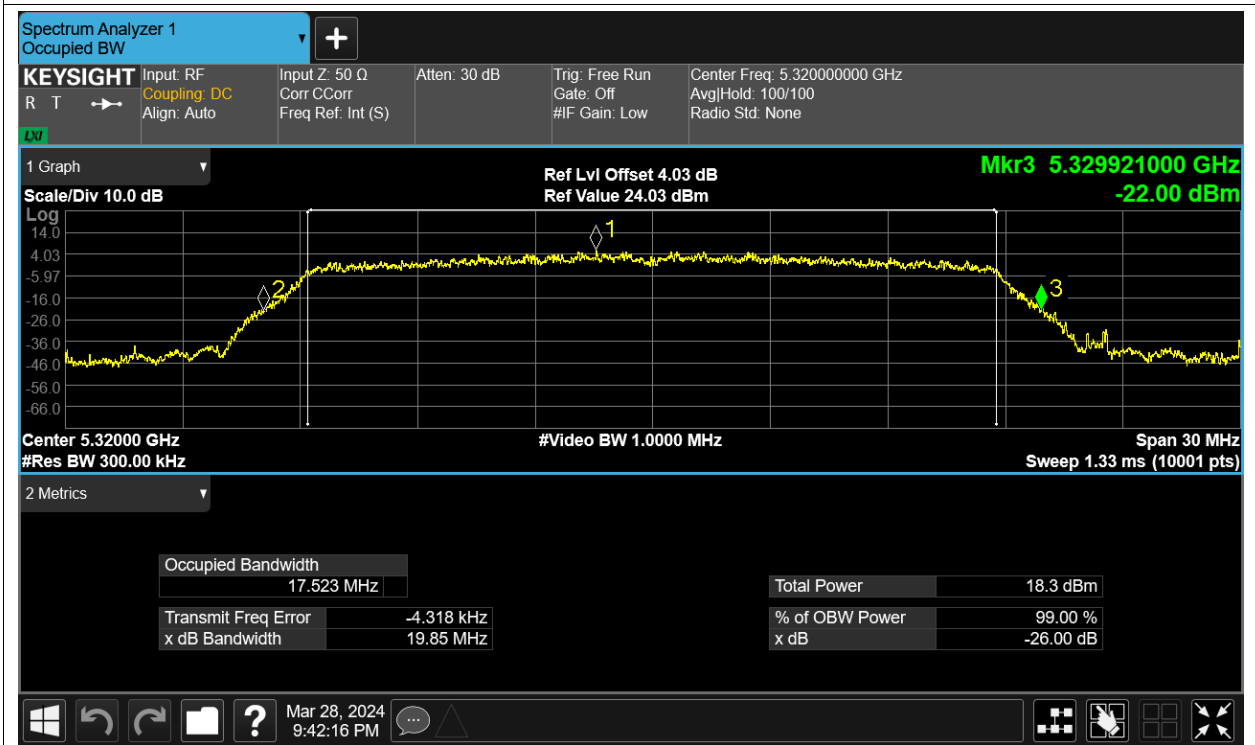 Spectrum Analyzer 1
Occupied BW
KEYSIGHT
R T
LXI
Input: RF
Coupling: DC
Align: Auto
Input Z: 50 Ω
Corr CCorr
Freq Ref: Int (S)
Atten: 30 dB
Trig: Free Run
Gate: Off
#IF Gain: Low
Center Freq: 5.320000000 GHz
Avg|Hold: 100/100
Radio Std: None
1 Graph
Scale/Div 10.0 dB
Ref Lvl Offset 4.03 dB
Ref Value 24.03 dBm
Mkr3 5.329921000 GHz
-22.00 dBm
Log
14.0
4.03
-5.97
-16.0
-26.0
-36.0
-46.0
-56.0
-66.0
1
2
3
Center 5.32000 GHz
#Video BW 1.0000 MHz
Span 30 MHz
#Res BW 300.00 kHz
Sweep 1.33 ms (10001 pts)
2 Metrics
Occupied Bandwidth
17.523 MHz
Transmit Freq Error -4.318 kHz
x dB Bandwidth 19.85 MHz
Total Power 18.3 dBm
% of OBW Power 99.00 %
x dB -26.00 dB
?
Mar 28, 2024
9:42:16 PM